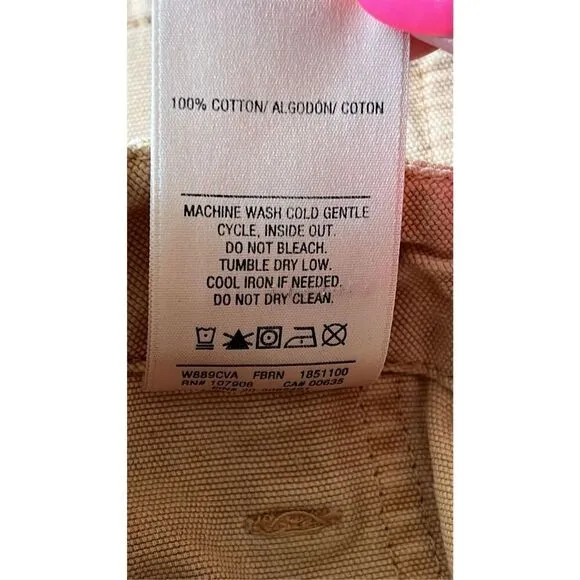 100% COTTON/ ALGODÓN/ COTON
MACHINE WASH COLD GENTLE
CYCLE, INSIDE OUT.
DO NOT BLEACH.
TUMBLE DRY LOW.
COOL IRON IF NEEDED.
DO NOT DRY CLEAN.
W889CVA FBRN 1851100
RN# 107906 CA# 00635